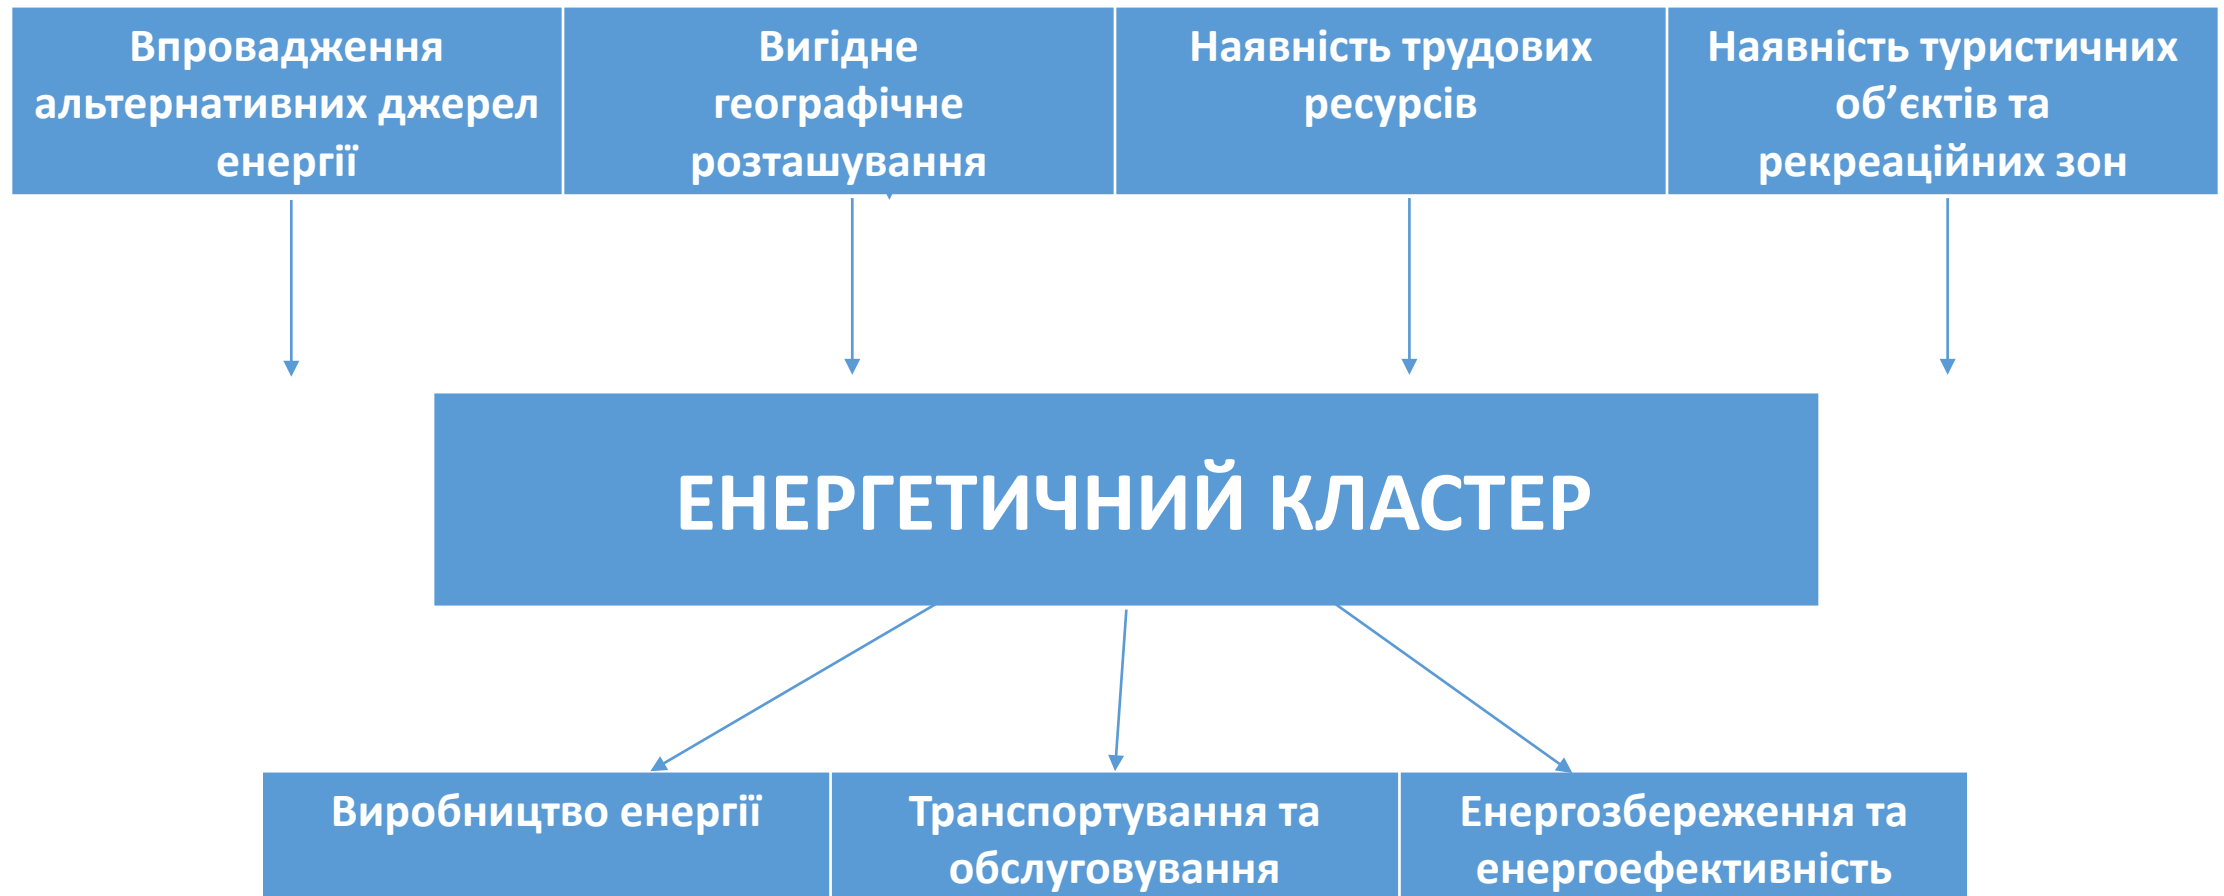 Впровадження
альтернативних джерел
енергії
Вигідне
географічне
розташування
Наявність трудових
ресурсів
Наявність туристичних
об’єктів та
рекреаційних зон
ЕНЕРГЕТИЧНИЙ КЛАСТЕР
Виробництво енергії
Транспортування та
обслуговування
Енергозбереження та
енергоефективність